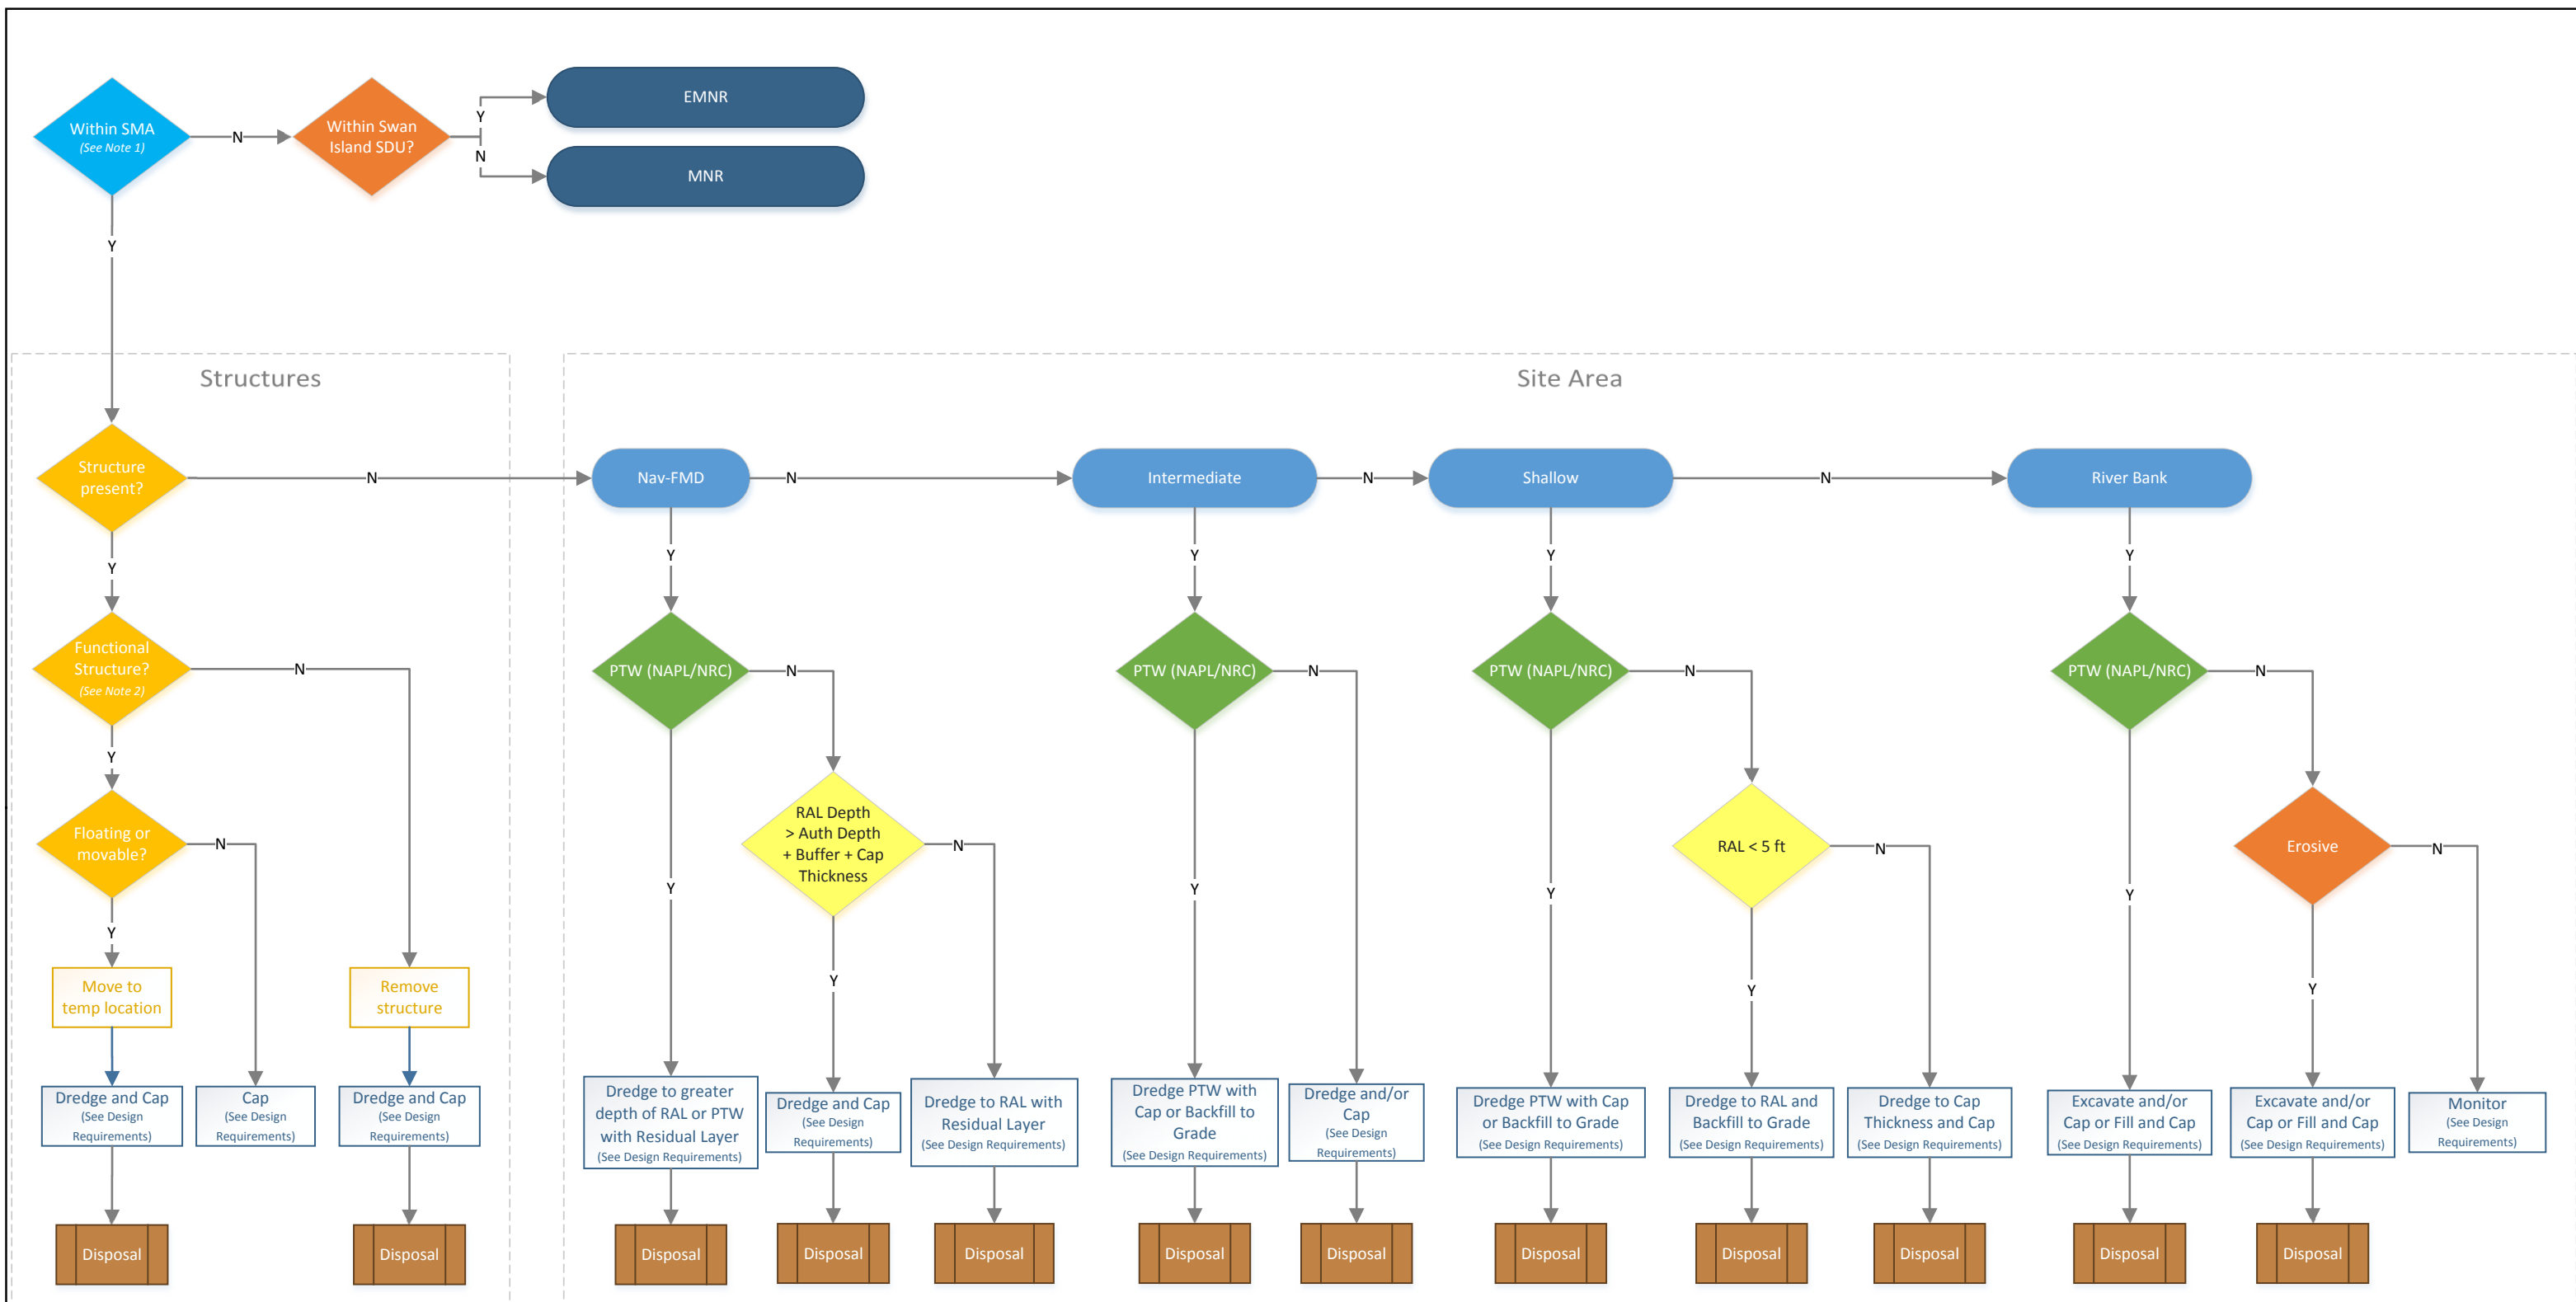 Within SMA
(See Note 1)
N
Within Swan
Island SDU?
Y
N
EMNR
MNR
Y
Structures
Site Area
Structure
present?
N
Nav-FMD
N
Intermediate
N
Shallow
N
River Bank
Y
Y
Y
Y
Y
Functional
Structure?
(See Note 2)
N
PTW (NAPL/NRC)
N
PTW (NAPL/NRC)
N
PTW (NAPL/NRC)
N
PTW (NAPL/NRC)
N
Y
Floating or
movable?
N
RAL Depth
> Auth Depth
+ Buffer + Cap
Thickness
N
RAL < 5 ft
N
Erosive
N
Y
Y
Y
Y
Y
Y
Y
Y
Move to
temp location
Remove
structure
Dredge and Cap
(See Design
Requirements)
Cap
(See Design
Requirements)
Dredge and Cap
(See Design
Requirements)
Dredge to greater
depth of RAL or PTW
with Residual Layer
(See Design Requirements)
Dredge and Cap
(See Design
Requirements)
Dredge to RAL with
Residual Layer
(See Design Requirements)
Dredge PTW with
Cap or Backfill to
Grade
(See Design Requirements)
Dredge and/or
Cap
(See Design
Requirements)
Dredge PTW with Cap
or Backfill to Grade
(See Design Requirements)
Dredge to RAL and
Backfill to Grade
(See Design Requirements)
Dredge to Cap
Thickness and Cap
(See Design Requirements)
Excavate and/or
Cap or Fill and Cap
(See Design Requirements)
Excavate and/or
Cap or Fill and Cap
(See Design Requirements)
Monitor
(See Design
Requirements)
Disposal
Disposal
Disposal
Disposal
Disposal
Disposal
Disposal
Disposal
Disposal
Disposal
Disposal
Disposal